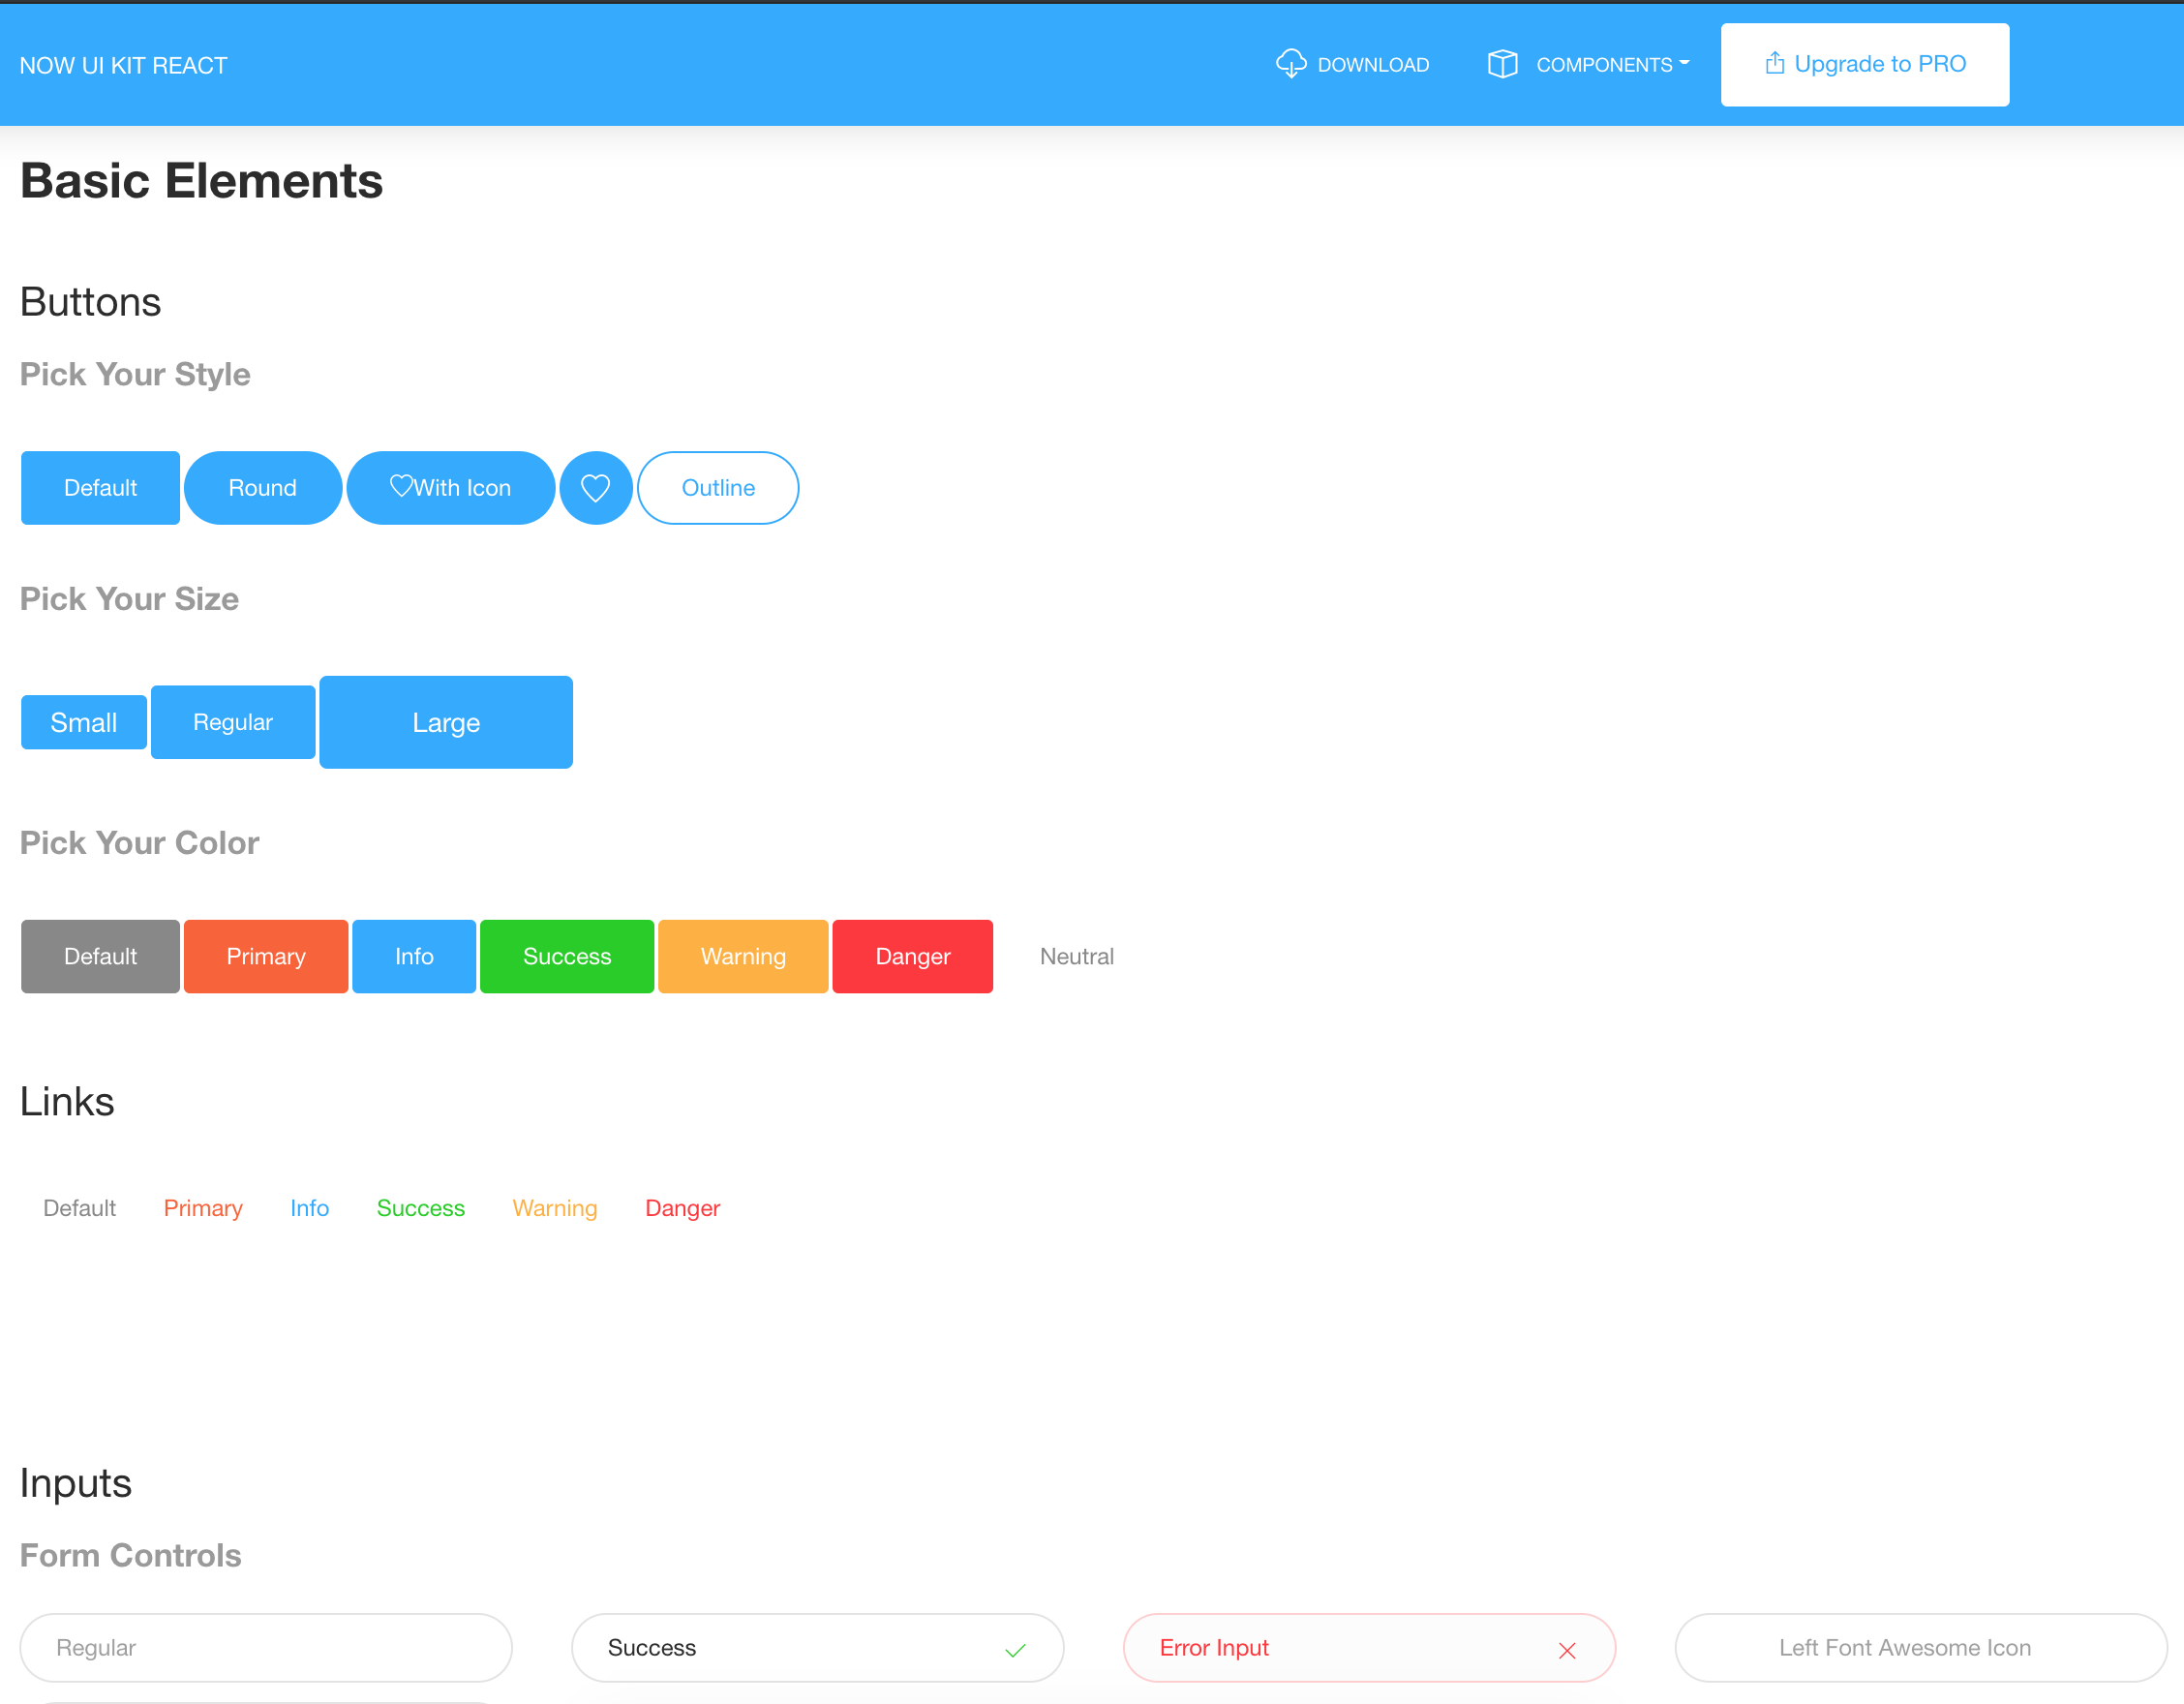 NOW UI KIT REACT
DOWNLOAD
COMPONENTS
Upgrade to PRO
Basic Elements
Buttons
Pick Your Style
Default
Round
With Icon
Outline
Pick Your Size
Small
Regular
Large
Pick Your Color
Default
Primary
Info
Success
Warning
Danger
Neutral
Links
Default
Primary
Info
Success
Warning
Danger
Inputs
Form Controls
Regular
Success
Error Input
Left Font Awesome Icon